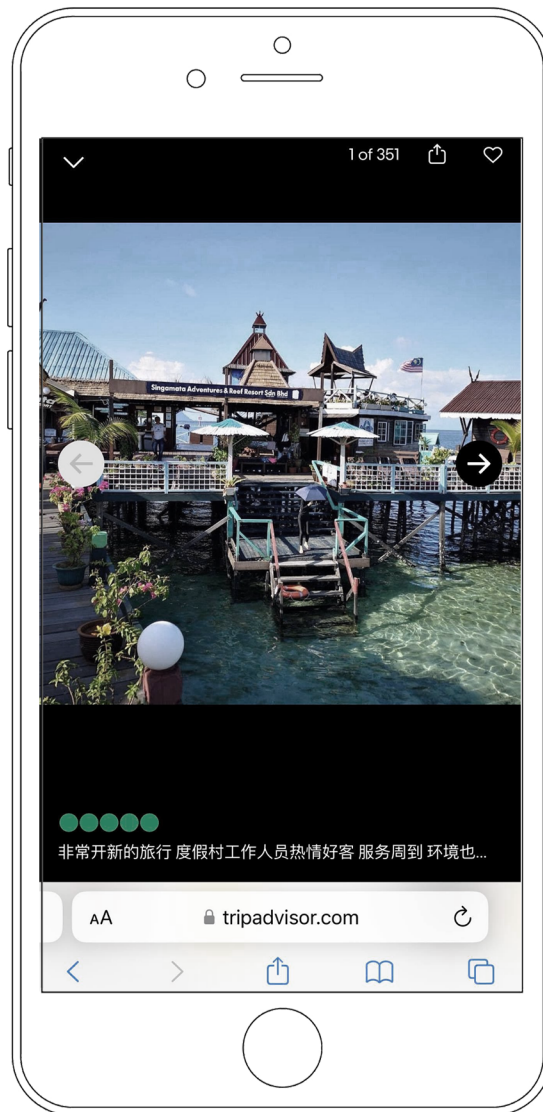 1 of 351
Singamata Adventures & Reef Resort Sdn Bhd
非常开新的旅行 度假村工作人员热情好客 服务周到 环境也...
AA
tripadvisor.com